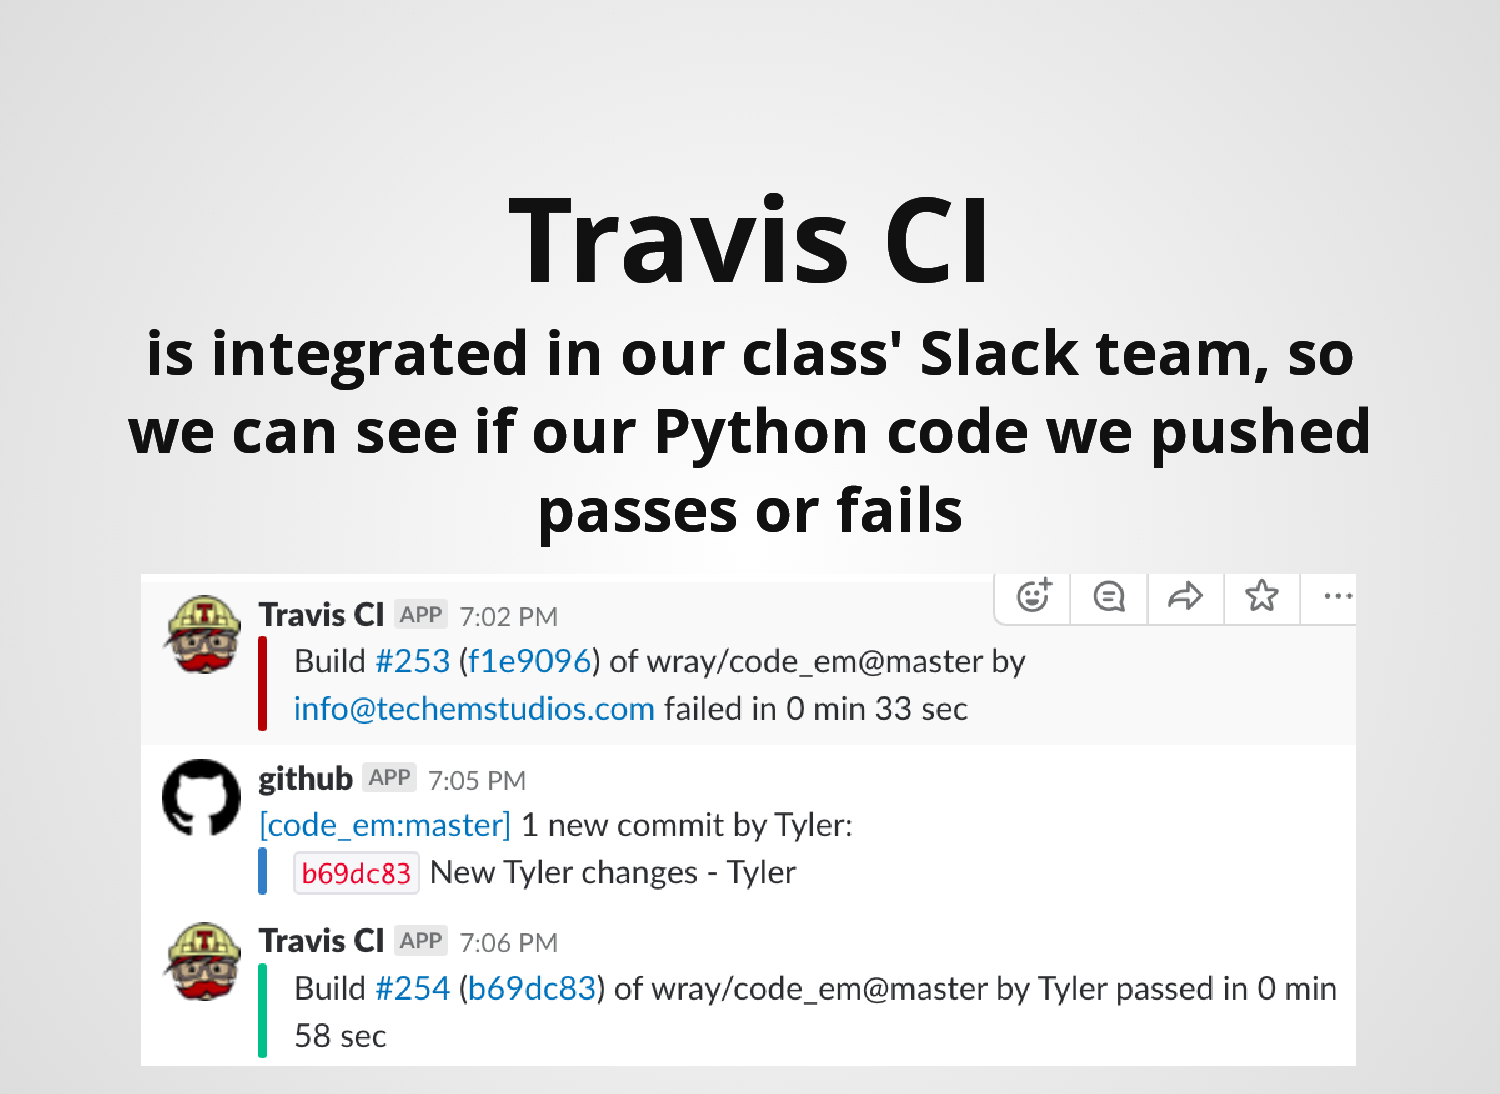 Travis CI
is integrated in our class' Slack team, so
we can see if our Python code we pushed
passes or fails
Travis CI APP 7:02 PM
Build #253 (f1e9096) of wray/code_em@master by
info@techemstudios.com failed in 0 min 33 sec
github APP 7:05 PM
[code_em:master] 1 new commit by Tyler:
b69dc83 New Tyler changes - Tyler
Travis CI APP 7:06 PM
Build #254 (b69dc83) of wray/code_em@master by Tyler passed in 0 min
58 sec